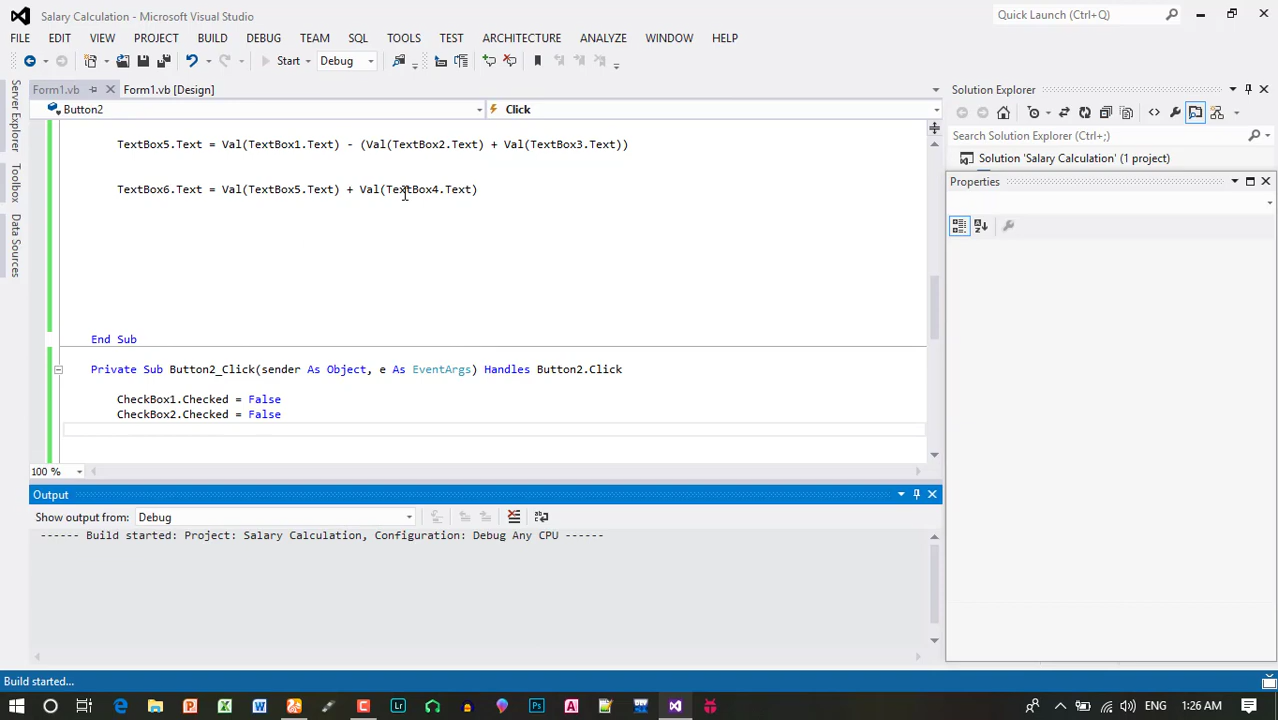 Salary Calculation - Microsoft Visual Studio
Quick Launch (Ctrl+Q)
FILE EDIT VIEW PROJECT BUILD DEBUG TEAM SQL TOOLS TEST ARCHITECTURE ANALYZE WINDOW HELP
Start Debug
Server Explorer
Toolbox
Data Sources
Form1.vb Form1.vb [Design]
Button2 Click
TextBox5.Text = Val(TextBox1.Text) - (Val(TextBox2.Text) + Val(TextBox3.Text))
TextBox6.Text = Val(TextBox5.Text) + Val(TextBox4.Text)
End Sub
Private Sub Button2_Click(sender As Object, e As EventArgs) Handles Button2.Click
CheckBox1.Checked = False
CheckBox2.Checked = False
100 %
Output
Show output from: Debug
------ Build started: Project: Salary Calculation, Configuration: Debug Any CPU ------
Solution Explorer
Search Solution Explorer (Ctrl+;)
Solution 'Salary Calculation' (1 project)
Properties
Build started...
ENG 1:26 AM